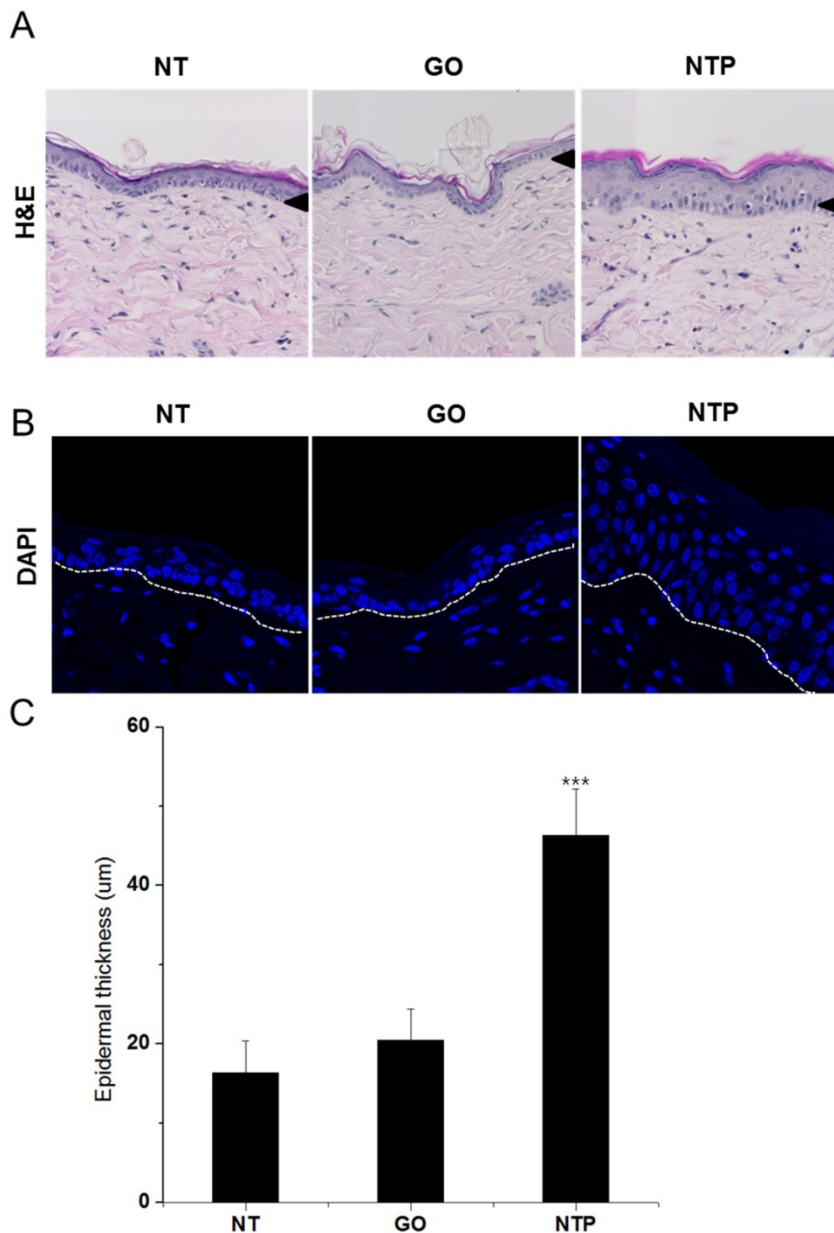 A
NT GO NTP
H&E
B
NT GO NTP
DAPI
C
60
40
20
0
Epidermal thickness (um)
***
NT GO NTP